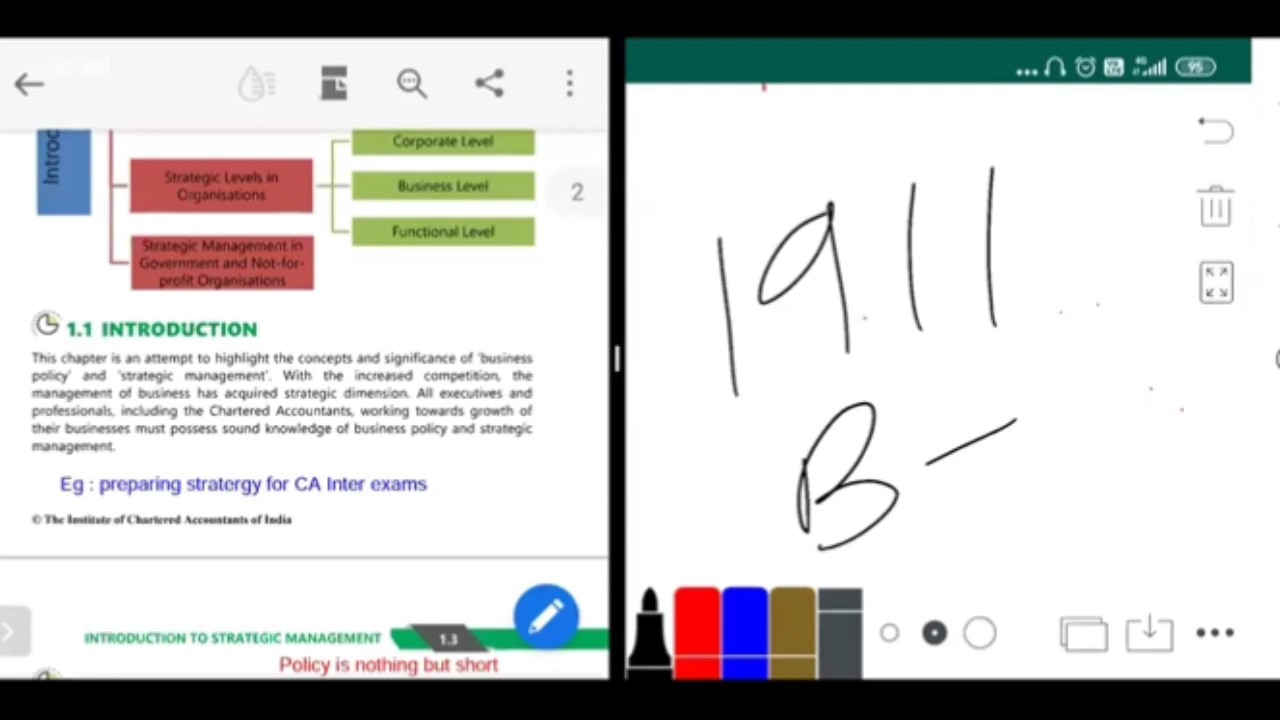 Introd
Corporate Level
Strategic Levels in
Organisations
Business Level
2
Functional Level
Strategic Management in
Government and Not-for-
profit Organisations
1.1 INTRODUCTION
This chapter is an attempt to highlight the concepts and significance of 'business
policy' and 'strategic management'. With the increased competition, the
management of business has acquired strategic dimension. All executives and
professionals, including the Chartered Accountants, working towards growth of
their businesses must possess sound knowledge of business policy and strategic
management.
Eg : preparing stratergy for CA Inter exams
© The Institute of Chartered Accountants of India
INTRODUCTION TO STRATEGIC MANAGEMENT 1.3
Policy is nothing but short
4G 95
1911
B-